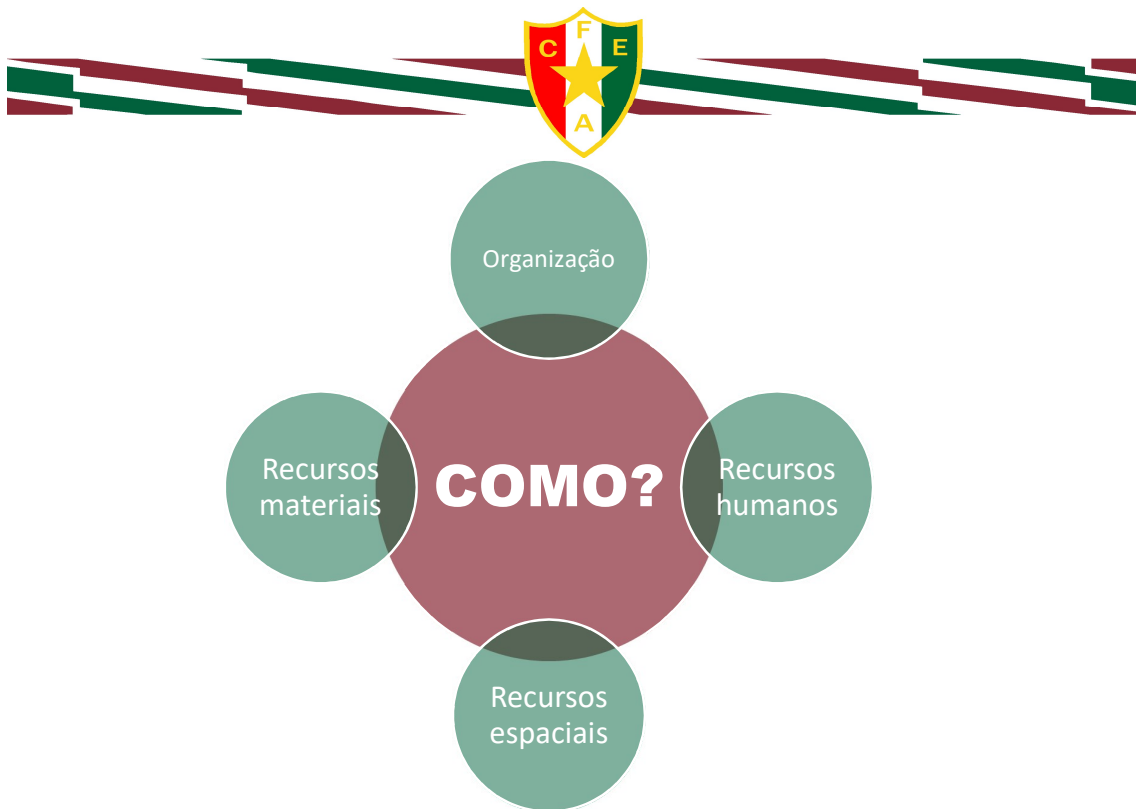 F
C E
A
Organização
Recursos
materiais
COMO?
Recursos
humanos
Recursos
espaciais